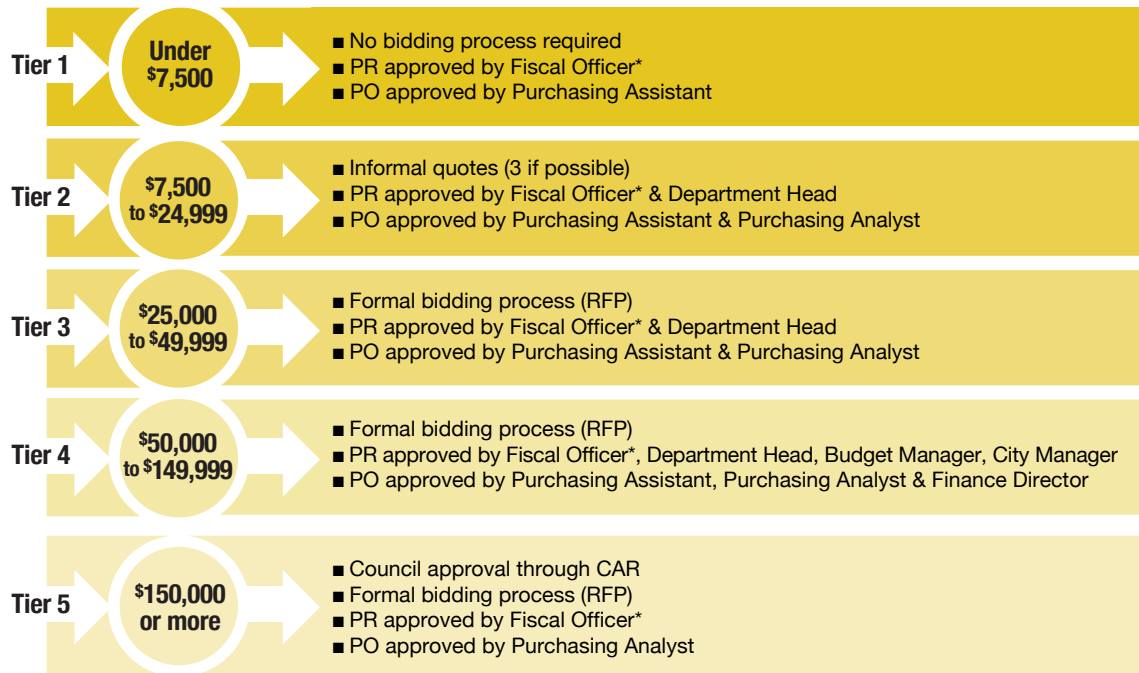 Tier 1
Under
$7,500
■ No bidding process required
■ PR approved by Fiscal Officer*
■ PO approved by Purchasing Assistant
Tier 2
$7,500
to $24,999
■ Informal quotes (3 if possible)
■ PR approved by Fiscal Officer* & Department Head
■ PO approved by Purchasing Assistant & Purchasing Analyst
Tier 3
$25,000
to $49,999
■ Formal bidding process (RFP)
■ PR approved by Fiscal Officer* & Department Head
■ PO approved by Purchasing Assistant & Purchasing Analyst
Tier 4
$50,000
to $149,999
■ Formal bidding process (RFP)
■ PR approved by Fiscal Officer*, Department Head, Budget Manager, City Manager
■ PO approved by Purchasing Assistant, Purchasing Analyst & Finance Director
Tier 5
$150,000
or more
■ Council approval through CAR
■ Formal bidding process (RFP)
■ PR approved by Fiscal Officer*
■ PO approved by Purchasing Analyst